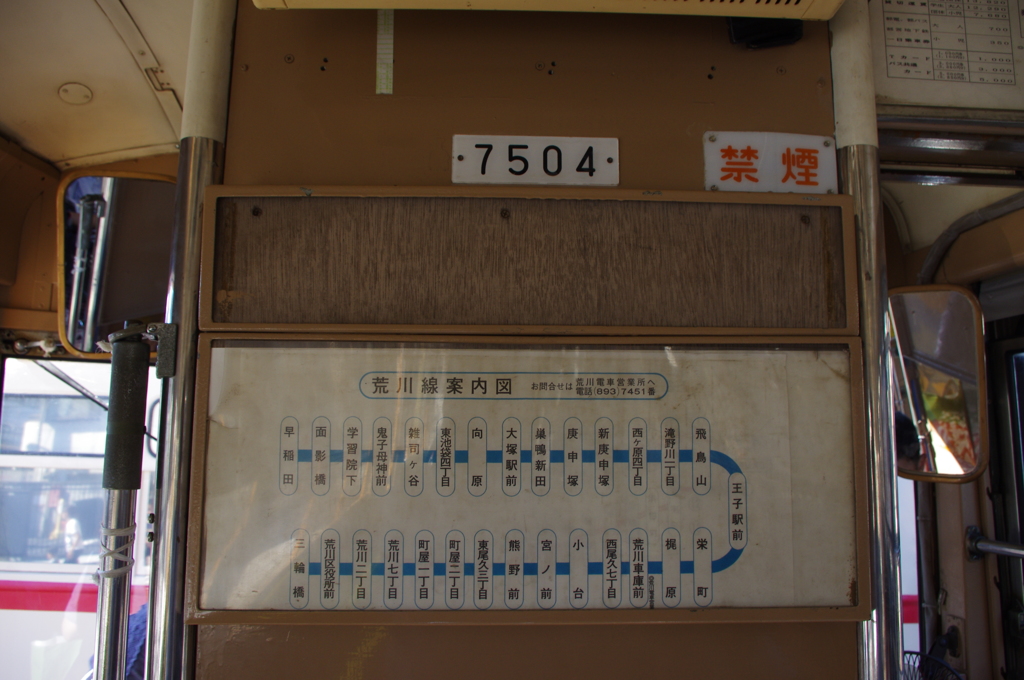 7504
禁煙
荒川線案内図
お問合せは 荒川電車営業所へ
電話(893)7451番
早稲田
面影橋
学習院下
鬼子母神前
雑司ヶ谷
東池袋四丁目
向原
大塚駅前
巣鴨新田
庚申塚
新庚申塚
西ヶ原四丁目
滝野川一丁目
飛鳥山
王子駅前
栄町
梶原
荒川車庫前
西尾久七丁目
小台
宮ノ前
熊野前
東尾久三丁目
町屋二丁目
町屋一丁目
荒川七丁目
荒川二丁目
荒川区役所前
三輪橋